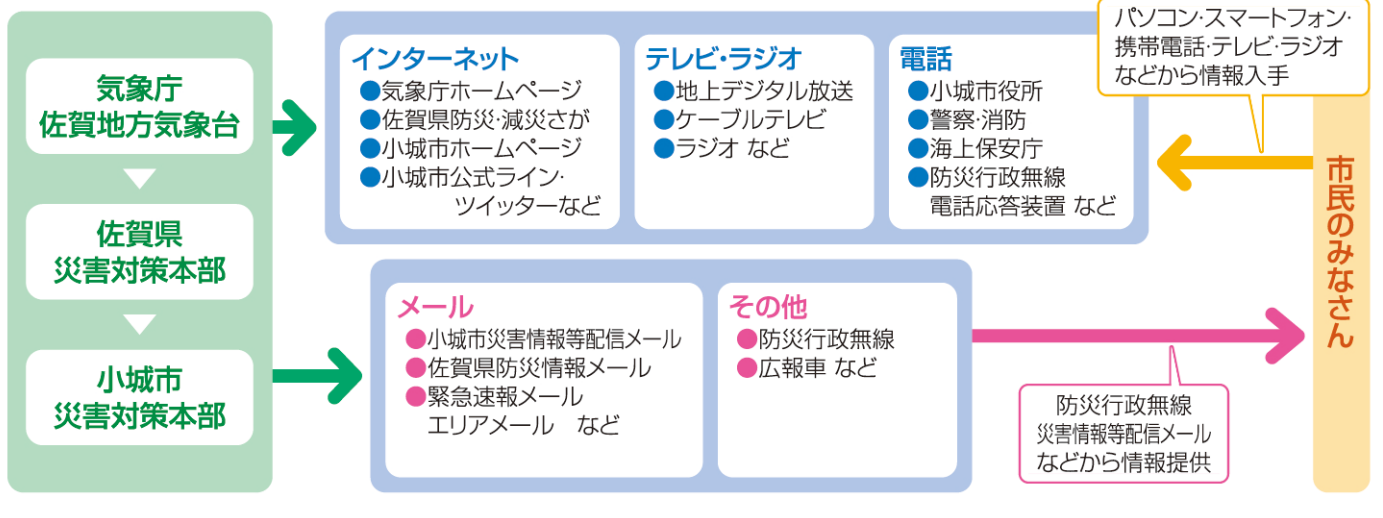 気象庁
佐賀地方気象台
佐賀県
災害対策本部
小城市
災害対策本部
インターネット
●気象庁ホームページ
●佐賀県防災・減災さが
●小城市ホームページ
●小城市公式ライン・
ツイッターなど
テレビ・ラジオ
●地上デジタル放送
●ケーブルテレビ
●ラジオ など
電話
●小城市役所
●警察・消防
●海上保安庁
●防災行政無線
電話応答装置 など
パソコン・スマートフォン・
携帯電話・テレビ・ラジオ
などから情報入手
メール
●小城市災害情報等配信メール
●佐賀県防災情報メール
●緊急速報メール
エリアメール　など
その他
●防災行政無線
●広報車 など
防災行政無線
災害情報等配信メール
などから情報提供
市民のみなさん